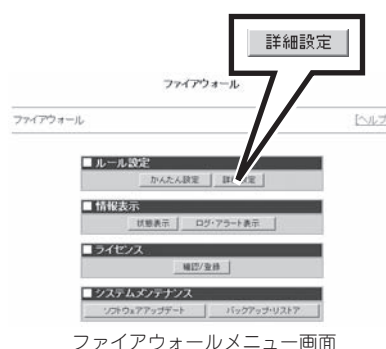 詳細設定
ファイアウォール
ファイアウォール [ヘルプ
■ ルール設定
かんたん設定 詳細設定
■ 情報表示
状態表示 ログ・アラート表示
■ ライセンス
確認/登録
■ システムメンテナンス
ソフトウェアアップデート バックアップ・リストア
ファイアウォールメニュー画面